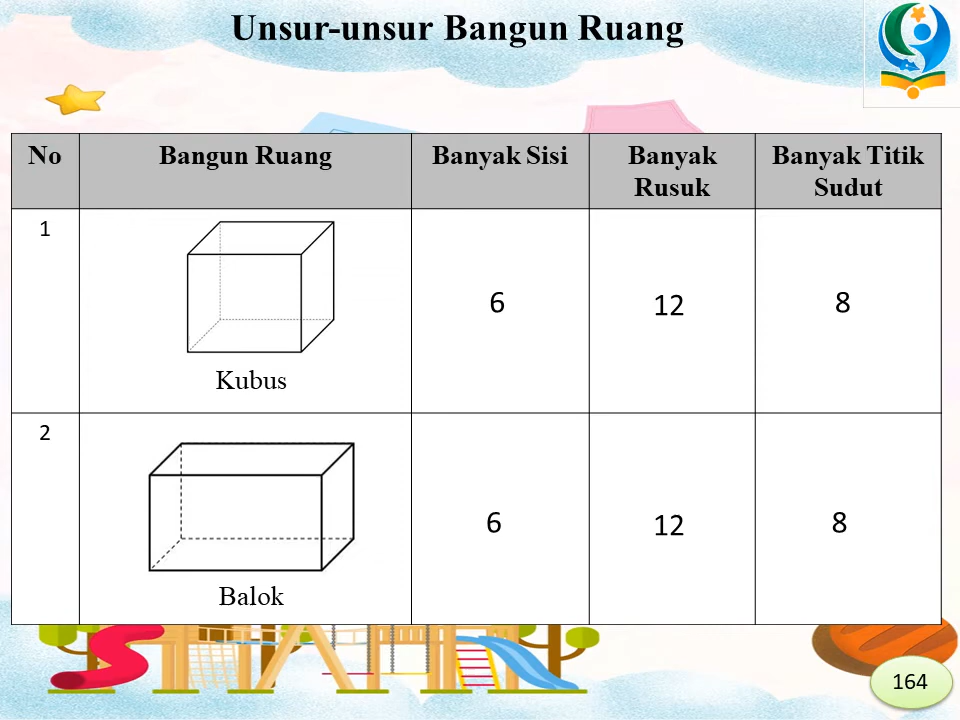 Unsur-unsur Bangun Ruang
No
Bangun Ruang
Banyak Sisi
Banyak
Rusuk
Banyak Titik
Sudut
1
Kubus
6
12
8
2
Balok
6
12
8
164